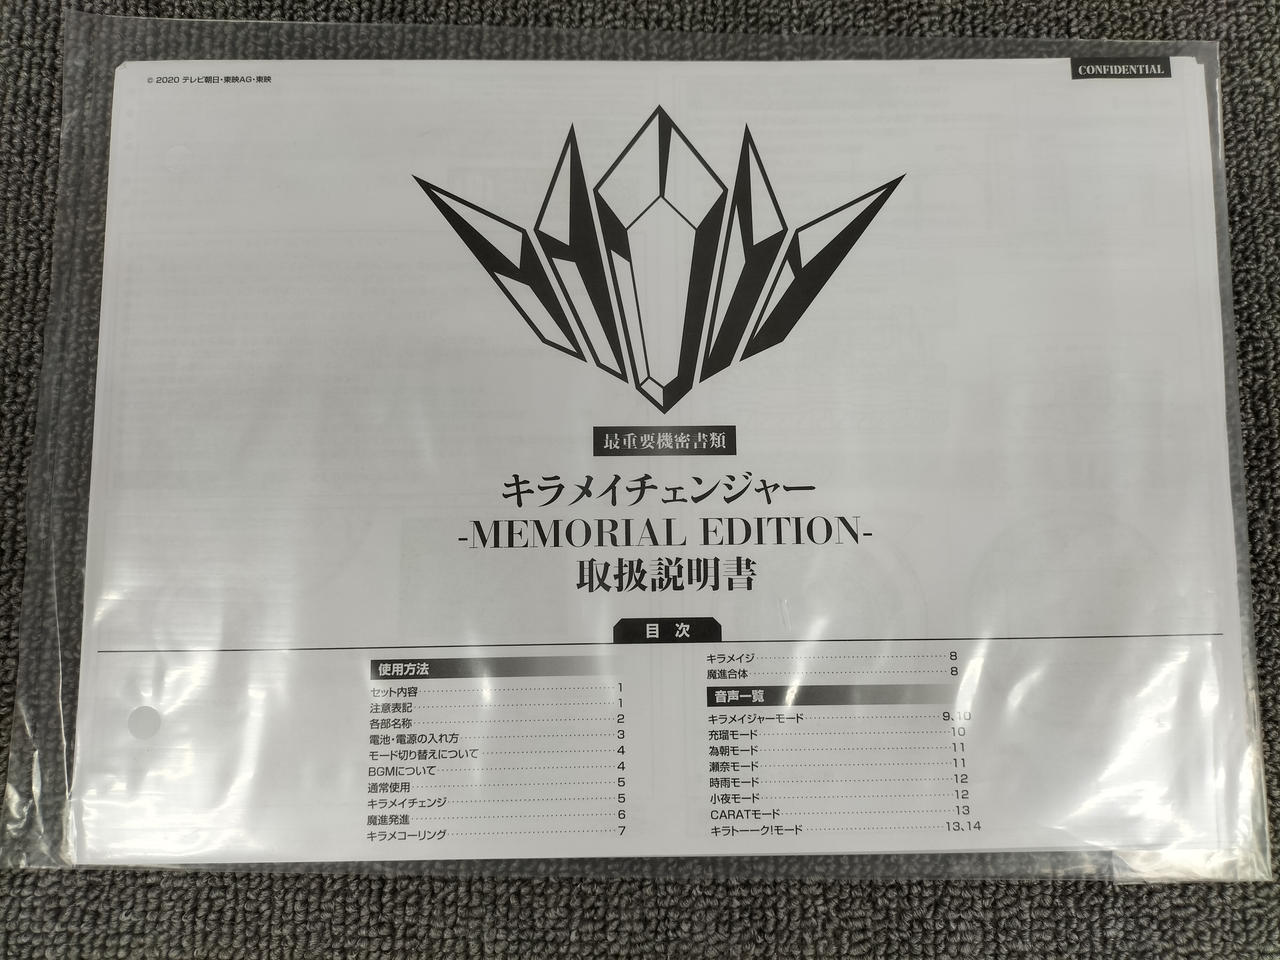 © 2020 テレビ朝日・東映AG・東映
CONFIDENTIAL
最重要機密書類
キラメイチェンジャー
-MEMORIAL EDITION-
取扱説明書
目 次
使用方法
セット内容 1
注意表記 1
各部名称 2
電池・電源の入れ方 3
モード切り替えについて 4
BGMについて 4
通常使用 5
キラメイチェンジ 5
魔進発進 6
キラメコーリング 7
キラメイジ 8
魔進合体 8
音声一覧
キラメイジャーモード 9、10
充瑠モード 10
為朝モード 11
瀬奈モード 11
時雨モード 12
小夜モード 12
CARATモード 13
キラトーーク!モード 13、14